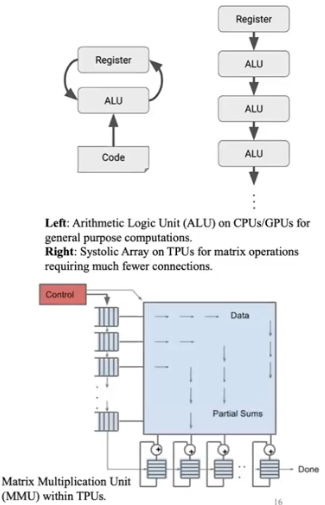 Register
ALU
Code
Register
ALU
ALU
ALU
Left: Arithmetic Logic Unit (ALU) on CPUs/GPUs for
general purpose computations.
Right: Systolic Array on TPUs for matrix operations
requiring much fewer connections.
Control
Data
Partial Sums
Done
Matrix Multiplication Unit
(MMU) within TPUs.
16